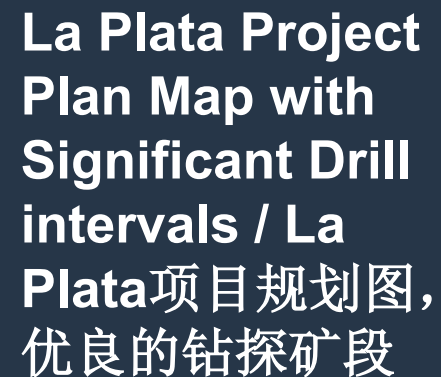 La Plata Project
Plan Map with
Significant Drill
intervals / La
Plata项目规划图，
优良的钻探矿段